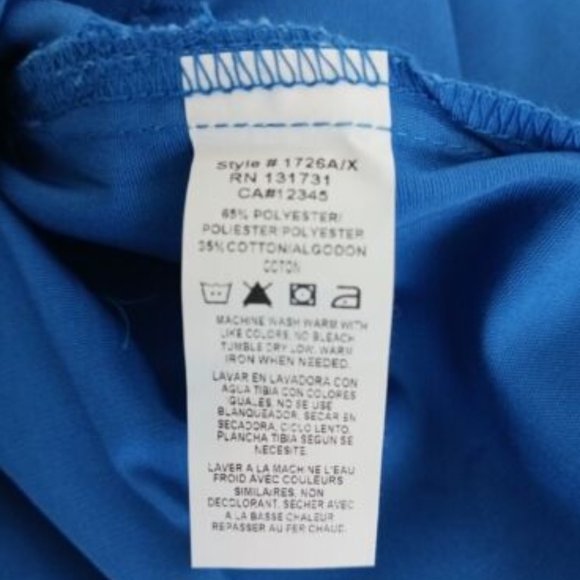 Style # 1726A/X
RN 131731
CA#12345
65% POLYESTER/
POLIESTER POLYESTER
35% COTTON/ALGODON
COTON
MACHINE WASH WARM WITH
LIKE COLORS, NO BLEACH
TUMBLE DRY LOW, WARM
IRON WHEN NEEDED.
LAVAR EN LAVADORA CON
AGUA TIBIA CON COLORES
GUALES, NO SE USE
BLANQUEADOR, SECAR EN
SECADORA, CICLO LENTO.
PLANCHA TIBIA SEGUN SE
NECESITE.
LAVER A LA MACHINE L'EAU
FROID AVEC COULEURS
SIMILAIRES, NON
DECOLORANT, SECHER AVEC
A LA BASSE CHALEUR
REPASSER AU FER CHAUD.